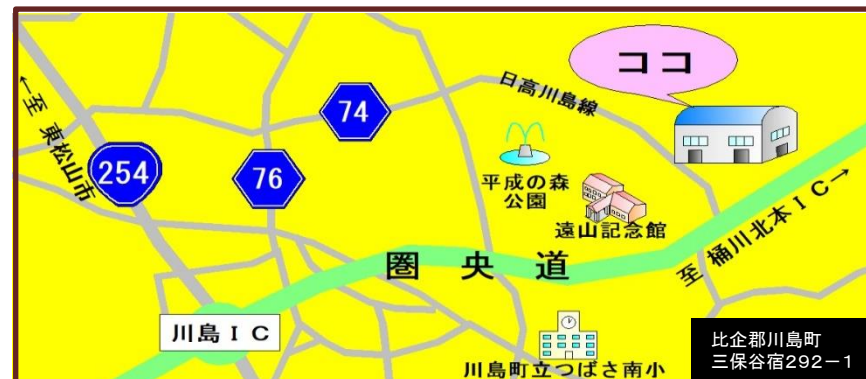 ココ
日高川島線
←至 東松山市
74
254
76
平成の森
公園
遠山記念館
圏央道
至 桶川北本IC→
川島IC
川島町立つばさ南小
比企郡川島町
三保谷宿292－1